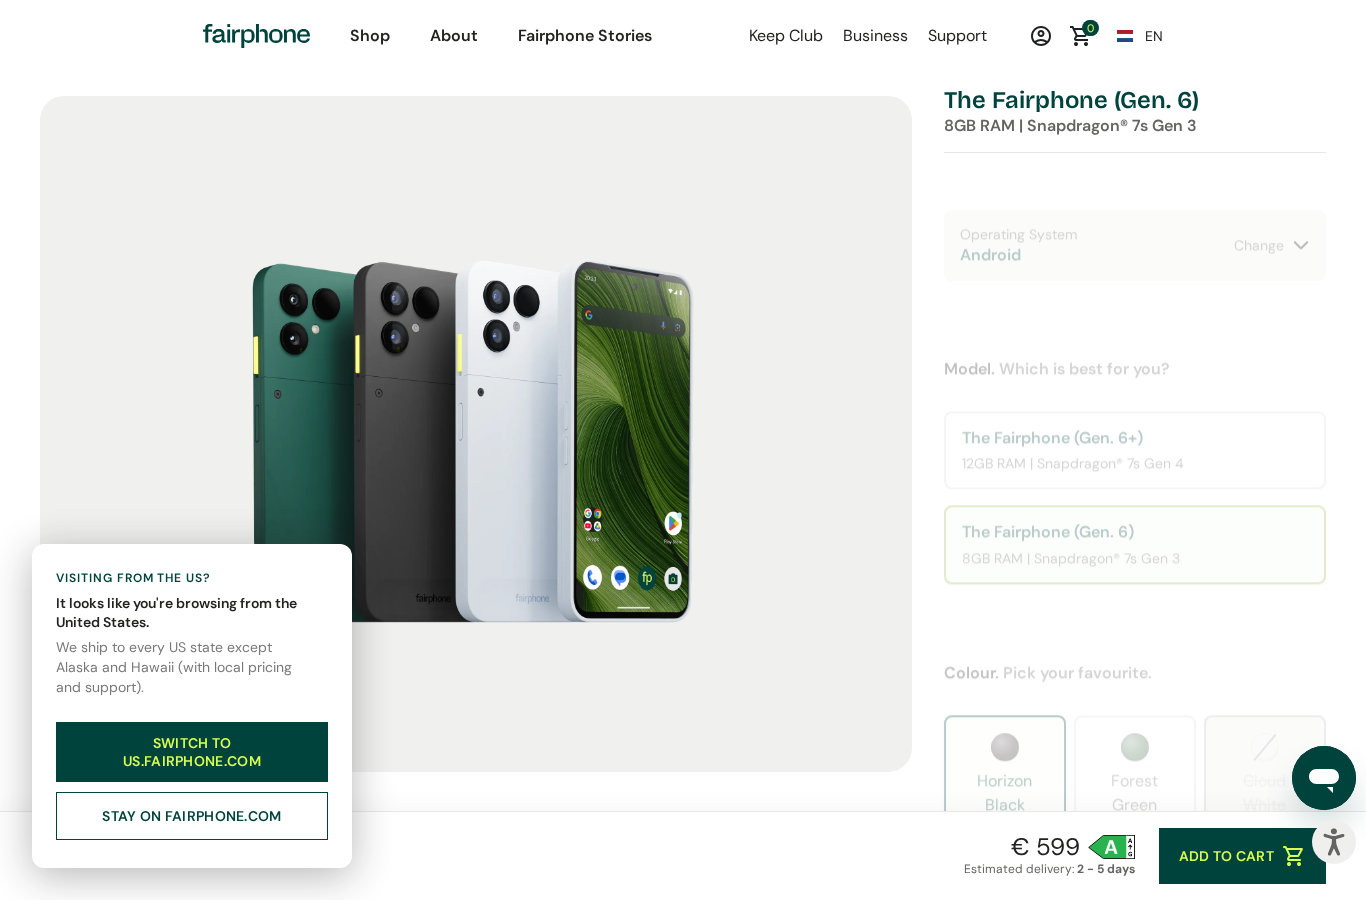 fairphone
Shop
About
Fairphone Stories
Keep Club
Business
Support
0
EN
The Fairphone (Gen. 6)
8GB RAM | Snapdragon® 7s Gen 3
Operating System
Android
Change
Model. Which is best for you?
The Fairphone (Gen. 6+)
12GB RAM | Snapdragon® 7s Gen 4
The Fairphone (Gen. 6)
8GB RAM | Snapdragon® 7s Gen 3
Colour. Pick your favourite.
Horizon
Black
Forest
Green
Cloud
White
fairphone
fairphone
fp
VISITING FROM THE US?
It looks like you're browsing from the
United States.
We ship to every US state except
Alaska and Hawaii (with local pricing
and support).
SWITCH TO
US.FAIRPHONE.COM
STAY ON FAIRPHONE.COM
€ 599
A
A
G
Estimated delivery: 2 - 5 days
ADD TO CART